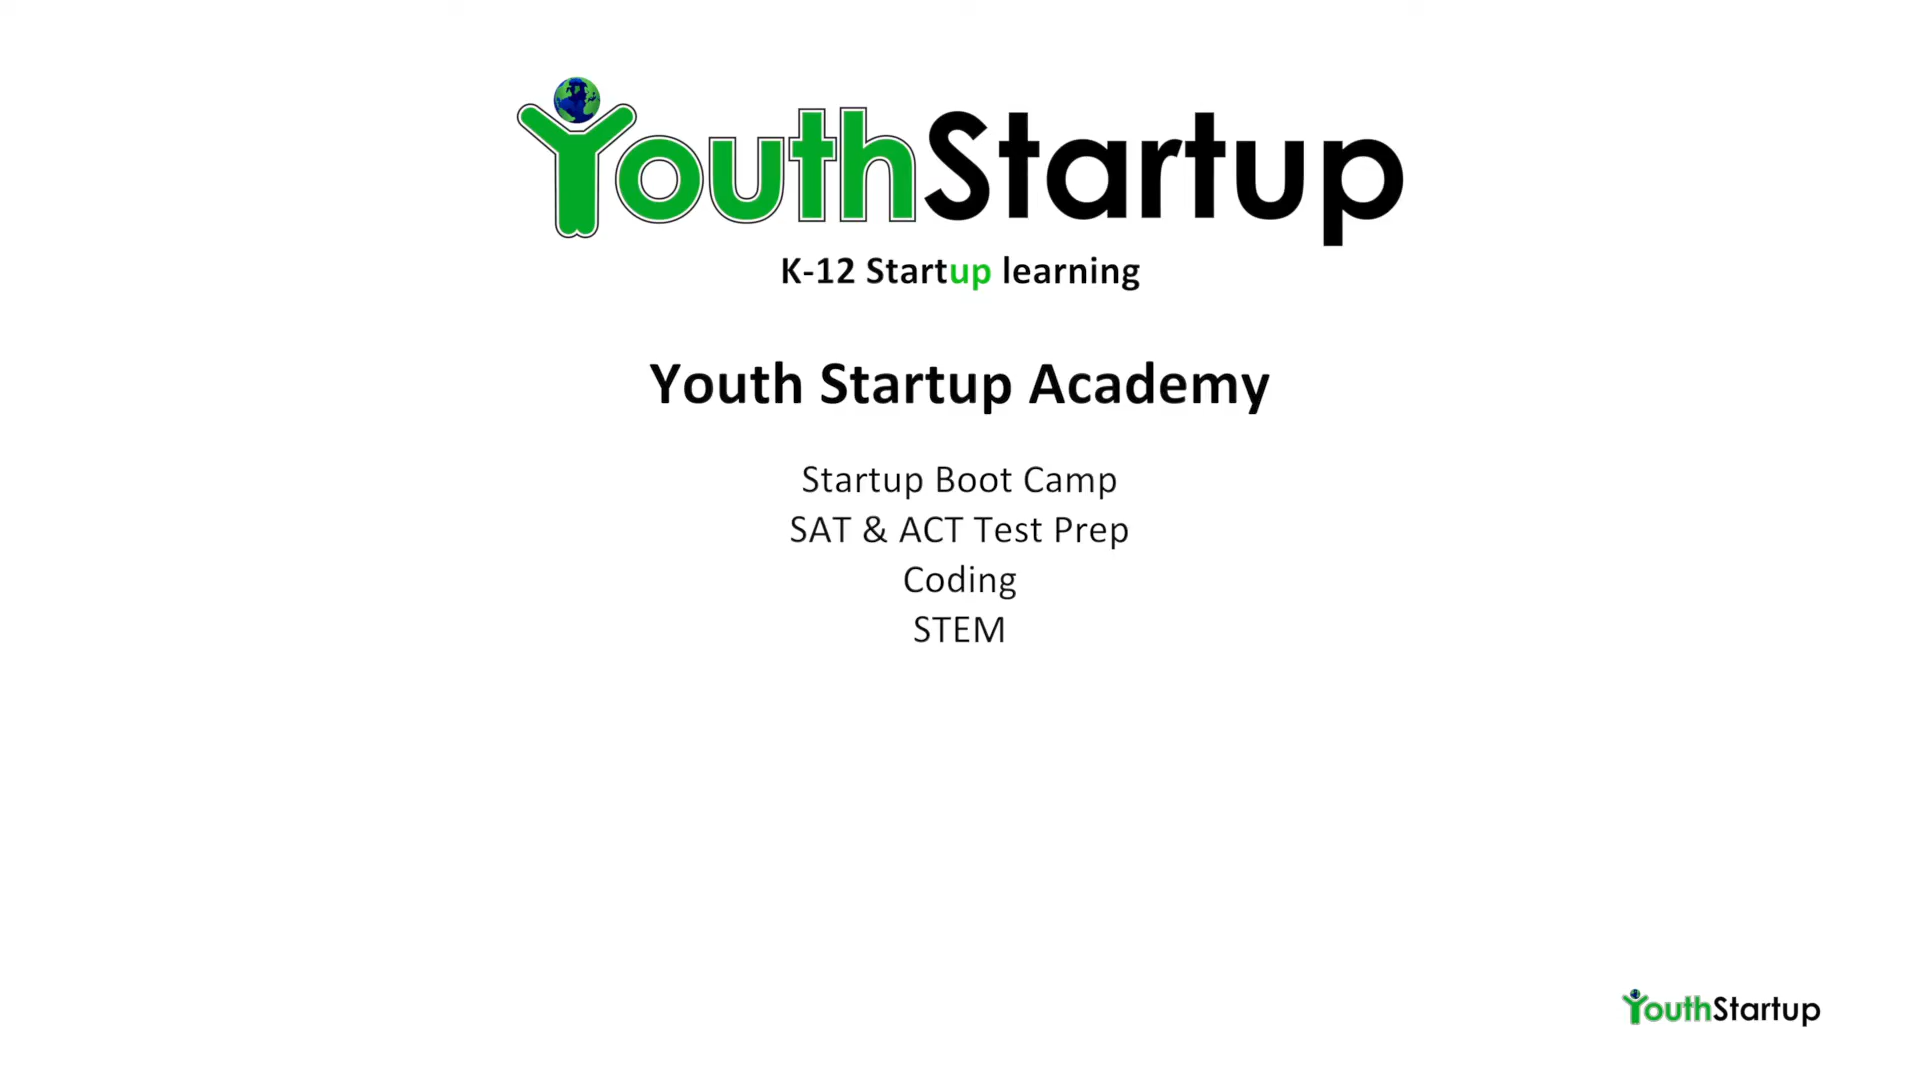 YouthStartup
K-12 Startup learning
Youth Startup Academy
Startup Boot Camp
SAT & ACT Test Prep
Coding
STEM
YouthStartup